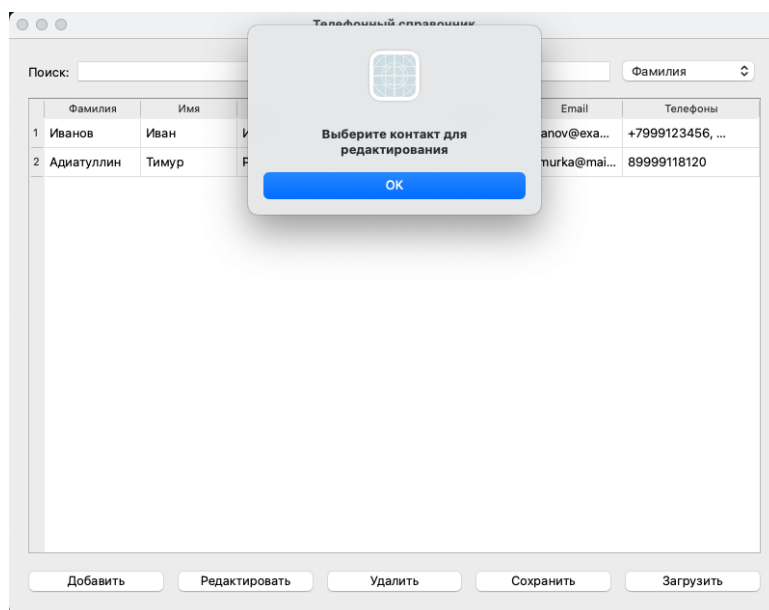 Телефонный справочник
Поиск:
Фамилия
Фамилия Имя Email Телефоны
1 Иванов Иван И anov@exa... +7999123456, ...
2 Адиатуллин Тимур Р murka@mai... 89999118120
Выберите контакт для
редактирования
OK
Добавить Редактировать Удалить Сохранить Загрузить